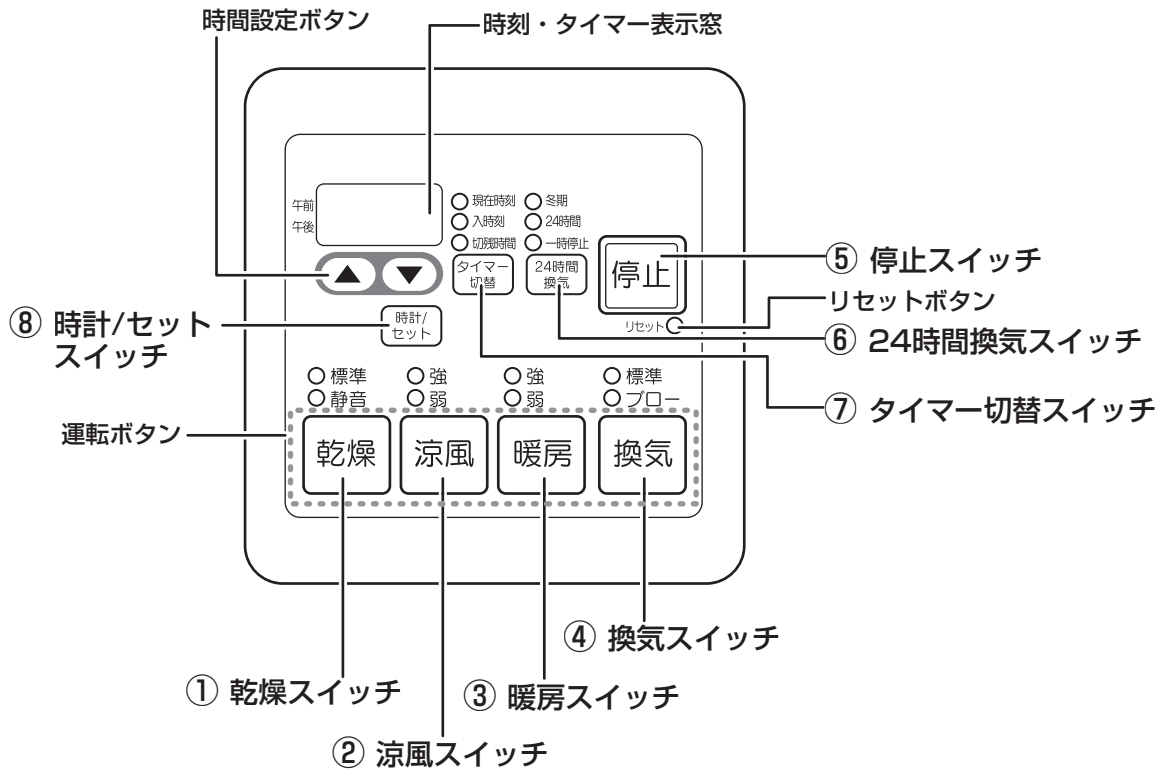 時間設定ボタン
時刻・タイマー表示窓
午前
午後
現在時刻
入時刻
切残時間
冬期
24時間
一時停止
▲ ▼
タイマー
切替
24時間
換気
停止
⑤ 停止スイッチ
リセットボタン
リセット
⑥ 24時間換気スイッチ
⑧ 時計/セット
スイッチ
時計/
セット
標準
静音
強
弱
強
弱
標準
ブロー
⑦ タイマー切替スイッチ
運転ボタン
乾燥
涼風
暖房
換気
④ 換気スイッチ
① 乾燥スイッチ
③ 暖房スイッチ
② 涼風スイッチ